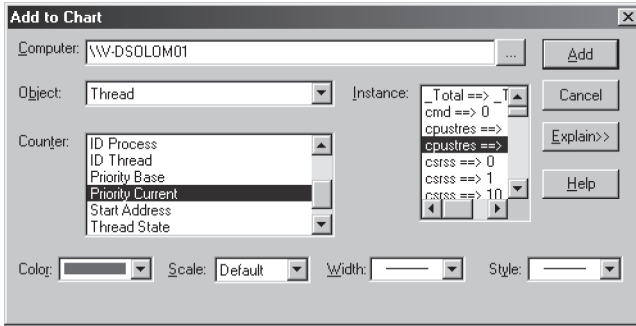 Add to Chart
Computer: \\V-DSOLOM01 ... Add
Object: Thread
Instance: _Total ==> _T
cmd ==> 0
cpustres ==>
cpustres ==>
csrss ==> 0
csrss ==> 1
csrss ==> 10
Cancel
Explain>>
Help
Counter: ID Process
ID Thread
Priority Base
Priority Current
Start Address
Thread State
Color: Scale: Default Width: Style: